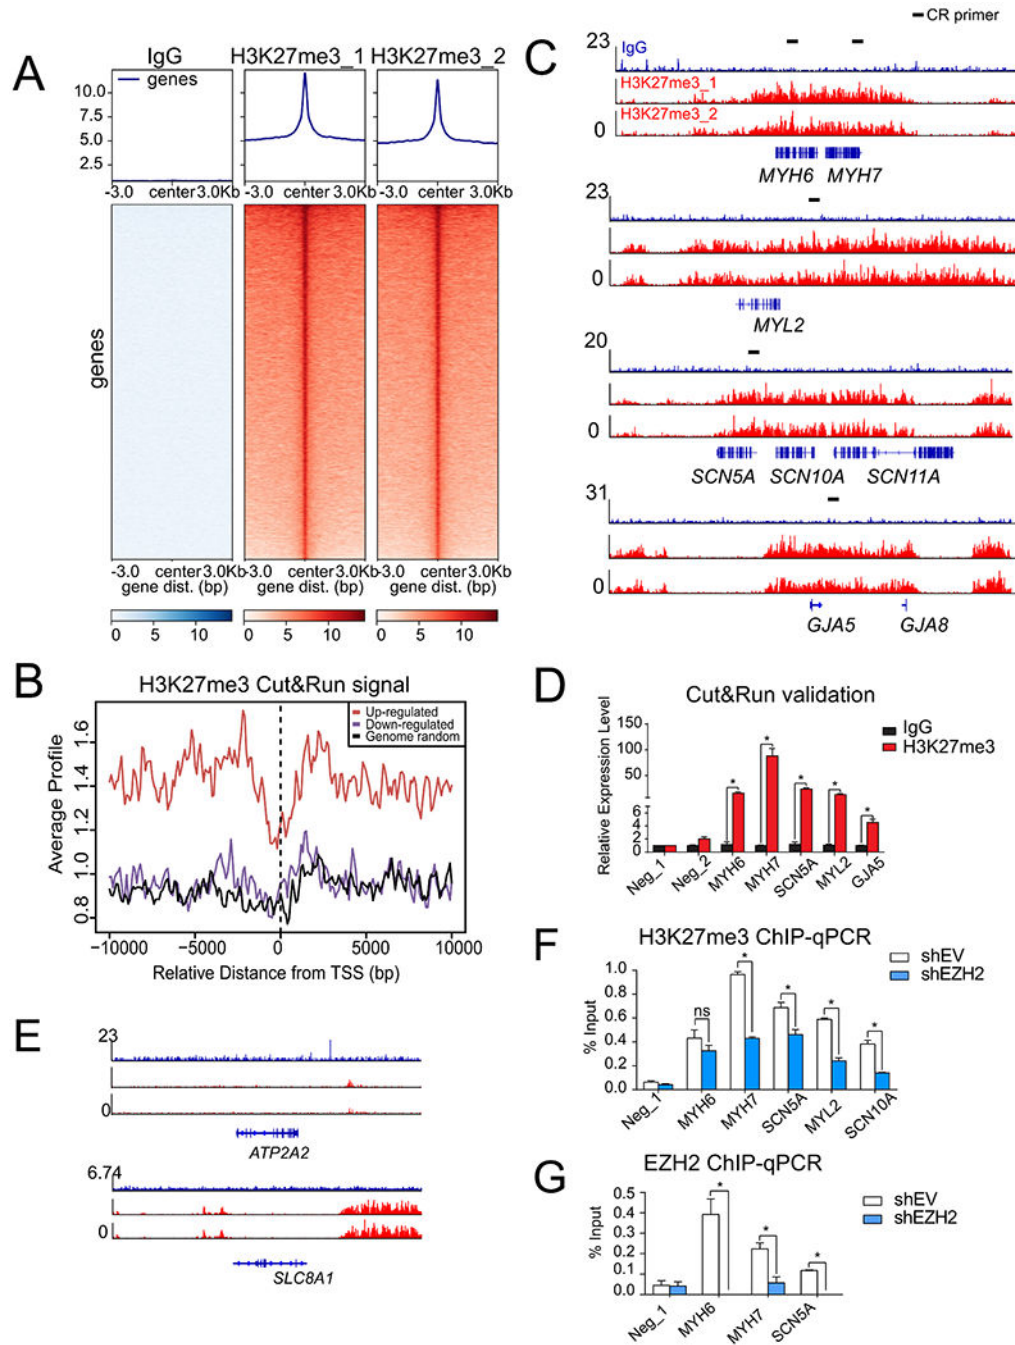 A
IgG
H3K27me3_1
H3K27me3_2
genes
10.0
7.5
5.0
2.5
-3.0 center 3.0Kb
-3.0 center 3.0Kb
-3.0 center 3.0Kb
genes
-3.0 center 3.0Kb
-3.0 center 3.0Kb
-3.0 center 3.0Kb
gene dist. (bp)
gene dist. (bp)
gene dist. (bp)
0 5 10
0 5 10
0 5 10
B
H3K27me3 Cut&Run signal
Up-regulated
Down-regulated
Genome random
Average Profile
1.6
1.4
1.2
1.0
0.8
−10000 −5000 0 5000 10000
Relative Distance from TSS (bp)
C
CR primer
23
IgG
H3K27me3_1
H3K27me3_2
0
MYH6 MYH7
23
0
MYL2
20
0
SCN5A SCN10A SCN11A
31
0
GJA5 GJA8
D
Cut&Run validation
IgG
H3K27me3
Relative Expression Level
150
100
50
6
4
2
0
* * * * *
Neg_1 Neg_2 MYH6 MYH7 SCN5A MYL2 GJA5
E
23
0
ATP2A2
6.74
0
SLC8A1
F
H3K27me3 ChIP-qPCR
shEV
shEZH2
% Input
1.0
0.8
0.6
0.4
0.2
0.0
ns * * * *
Neg_1 MYH6 MYH7 SCN5A MYL2 SCN10A
G
EZH2 ChIP-qPCR
shEV
shEZH2
% Input
0.5
0.4
0.3
0.2
0.1
0.0
* * *
Neg_1 MYH6 MYH7 SCN5A